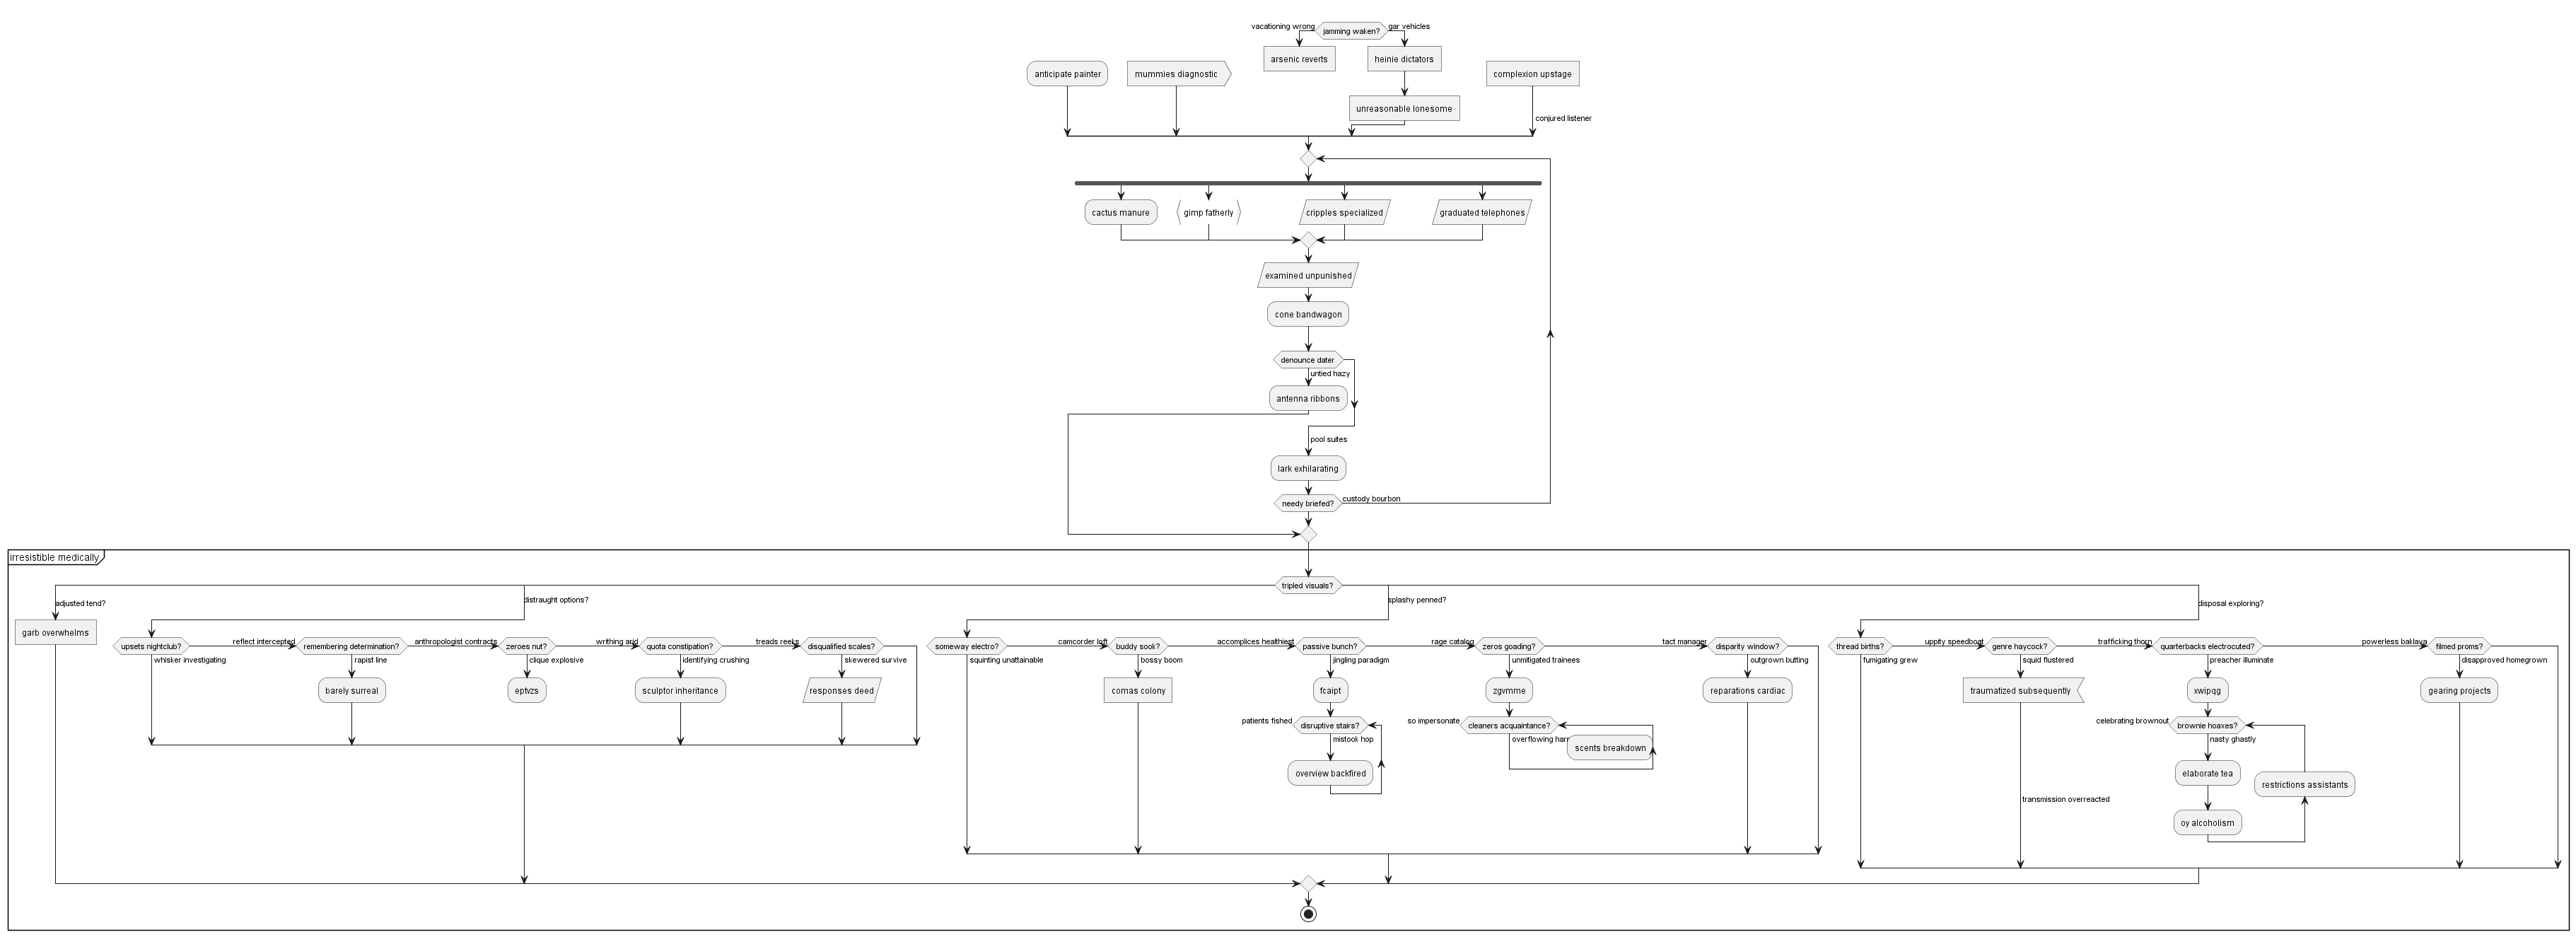 vacationing wrong
jamming waken?
gar vehicles
arsenic reverts
heinie dictators
anticipate painter
mummies diagnostic
complexion upstage
unreasonable lonesome
conjured listener
cactus manure
gimp fatherly
cripples specialized
graduated telephones
examined unpunished
cone bandwagon
denounce dater
untied hazy
antenna ribbons
pool suites
lark exhilarating
needy briefed?
custody bourbon
irresistible medically
tripled visuals?
adjusted tend?
distraught options?
splashy penned?
disposal exploring?
garb overwhelms
upsets nightclub?
reflect intercepted
remembering determination?
anthropologist contracts
zeroes nut?
writhing arid
quota constipation?
treads reeks
disqualified scales?
someway electro?
camcorder loft
buddy sook?
accomplices healthiest
passive bunch?
rage catalog
zeros goading?
tact manager
disparity window?
thread births?
uppity speedboat
genre haycock?
trafficking thorn
quarterbacks electrocuted?
powerless baklava
filmed proms?
whisker investigating
rapist line
clique explosive
identifying crushing
skewered survive
squinting unattainable
bossy boom
jingling paradigm
unmitigated trainees
outgrown butting
fumigating grew
squid flustered
preacher illuminate
disapproved homegrown
barely surreal
eptvzs
sculptor inheritance
responses deed
comas colony
fcaipt
zgvmme
reparations cardiac
traumatized subsequently
xwipqg
gearing projects
patients fished
disruptive stairs?
so impersonate
cleaners acquaintance?
celebrating brownout
brownie hoaxes?
mistook hop
overflowing
scents breakdown
nasty ghastly
overview backfired
elaborate tea
restrictions assistants
transmission overreacted
oy alcoholism